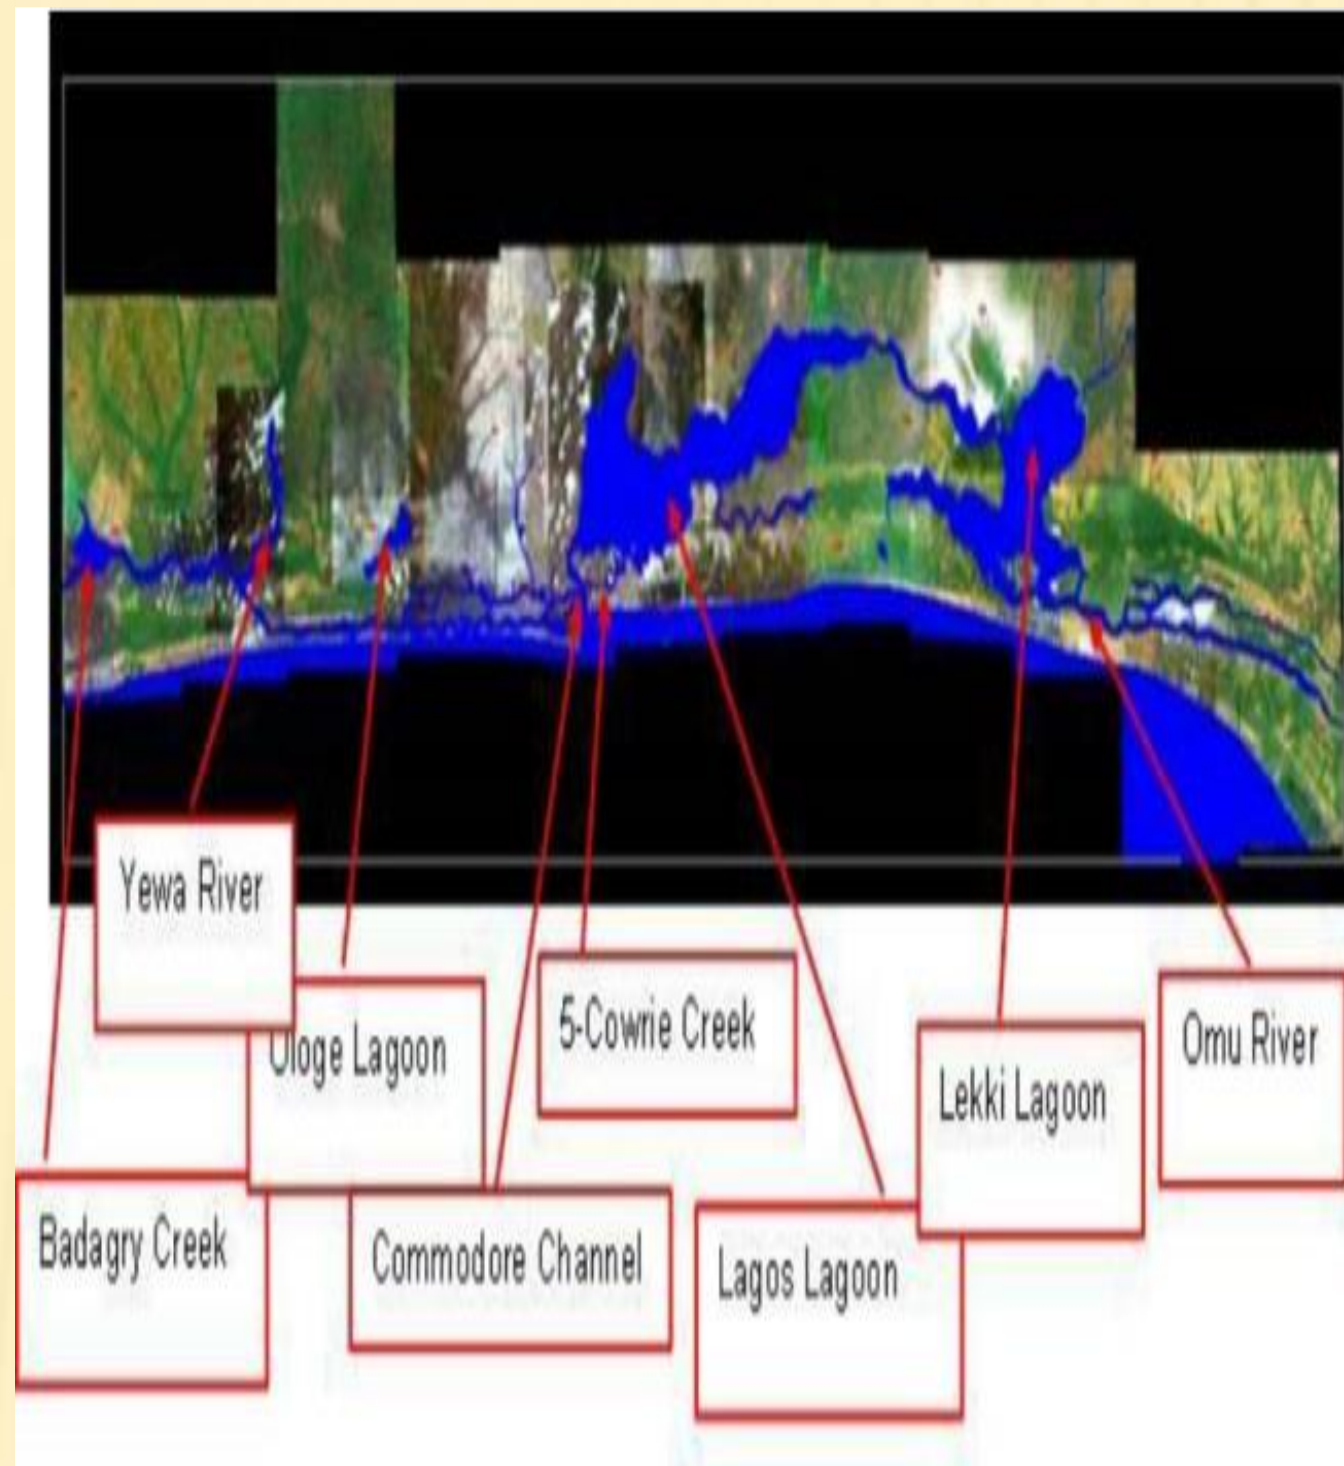 Yewa River
Ologe Lagoon
5-Cowrie Creek
Omu River
Lekki Lagoon
Badagry Creek
Commodore Channel
Lagos Lagoon